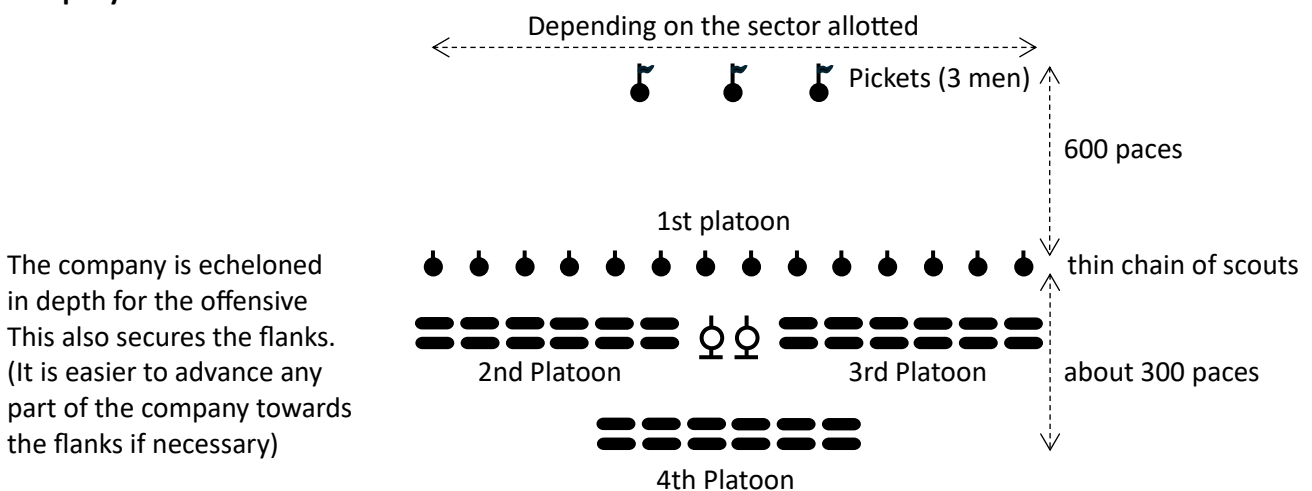 Depending on the sector allotted
Pickets (3 men)
600 paces
1st platoon
thin chain of scouts
The company is echeloned
in depth for the offensive
This also secures the flanks.
(It is easier to advance any
part of the company towards
the flanks if necessary)
2nd Platoon
3rd Platoon
about 300 paces
4th Platoon